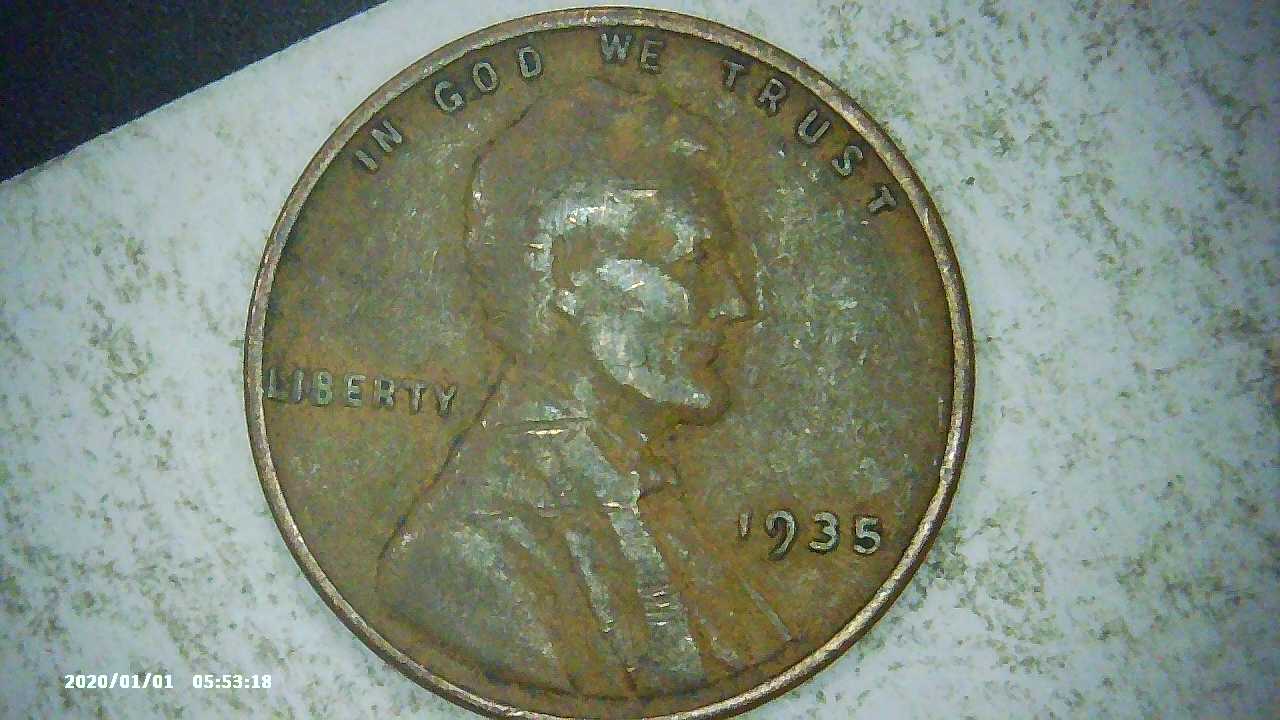 IN GOD WE TRUST
LIBERTY
1935
2020/01/01 05:53:18